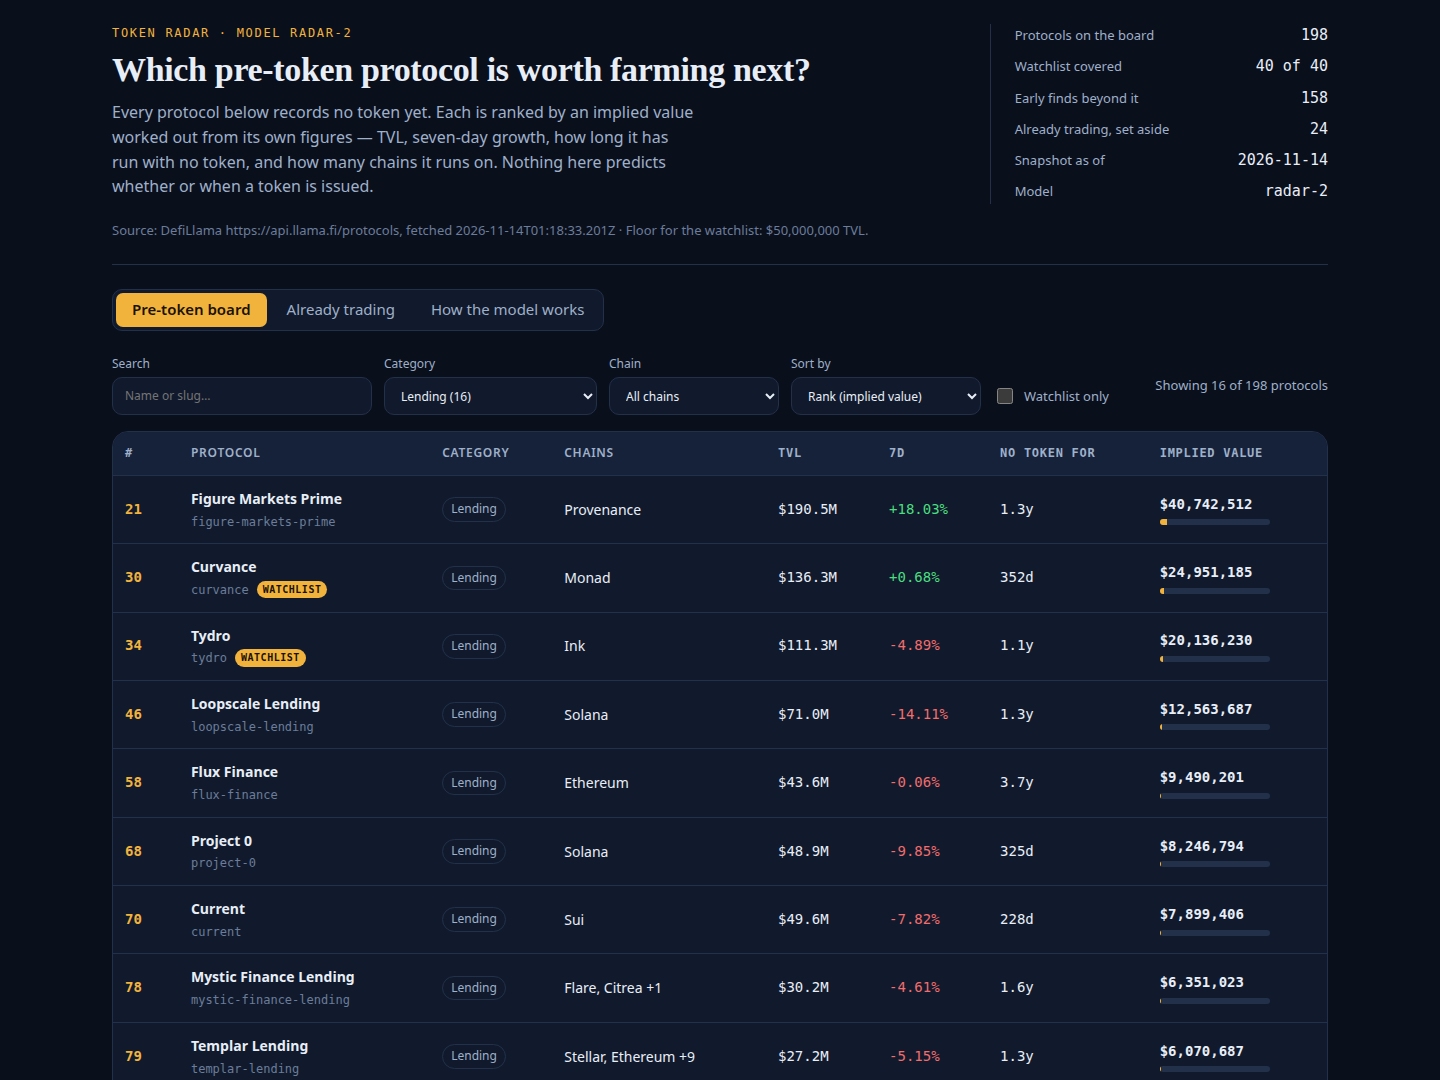 TOKEN RADAR · MODEL RADAR-2
Which pre-token protocol is worth farming next?
Every protocol below records no token yet. Each is ranked by an implied value
worked out from its own figures — TVL, seven-day growth, how long it has
run with no token, and how many chains it runs on. Nothing here predicts
whether or when a token is issued.
Protocols on the board 198
Watchlist covered 40 of 40
Early finds beyond it 158
Already trading, set aside 24
Snapshot as of 2026-11-14
Model radar-2
Source: DefiLlama https://api.llama.fi/protocols, fetched 2026-11-14T01:18:33.201Z · Floor for the watchlist: $50,000,000 TVL.
Pre-token board Already trading How the model works
Search Category Chain Sort by
Name or slug... Lending (16) All chains Rank (implied value) Watchlist only Showing 16 of 198 protocols
# PROTOCOL CATEGORY CHAINS TVL 7D NO TOKEN FOR IMPLIED VALUE
21 Figure Markets Prime Lending Provenance $190.5M +18.03% 1.3y $40,742,512
figure-markets-prime
30 Curvance Lending Monad $136.3M +0.68% 352d $24,951,185
curvance WATCHLIST
34 Tydro Lending Ink $111.3M -4.89% 1.1y $20,136,230
tydro WATCHLIST
46 Loopscale Lending Lending Solana $71.0M -14.11% 1.3y $12,563,687
loopscale-lending
58 Flux Finance Lending Ethereum $43.6M -0.06% 3.7y $9,490,201
flux-finance
68 Project 0 Lending Solana $48.9M -9.85% 325d $8,246,794
project-0
70 Current Lending Sui $49.6M -7.82% 228d $7,899,406
current
78 Mystic Finance Lending Lending Flare, Citrea +1 $30.2M -4.61% 1.6y $6,351,023
mystic-finance-lending
79 Templar Lending Lending Stellar, Ethereum +9 $27.2M -5.15% 1.3y $6,070,687
templar-lending